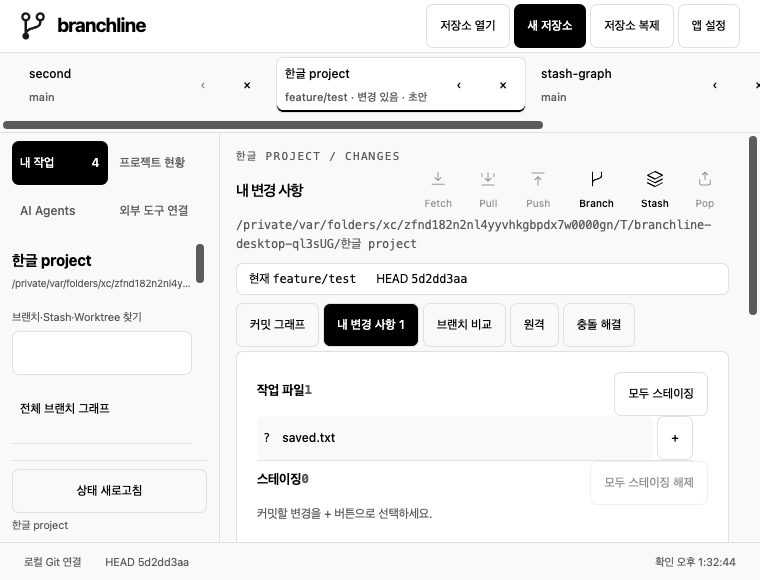 branchline
저장소 열기
새 저장소
저장소 복제
앱 설정
second
main
한글 project
feature/test · 변경 있음 · 초안
stash-graph
main
내 작업 4
프로젝트 현황
AI Agents
외부 도구 연결
한글 project
/private/var/folders/xc/zfnd182n2nl4y...
브랜치·Stash·Worktree 찾기
전체 브랜치 그래프
상태 새로고침
한글 project
한글 PROJECT / CHANGES
내 변경 사항
Fetch
Pull
Push
Branch
Stash
Pop
/private/var/folders/xc/zfnd182n2nl4yyvhkgbpdx7w0000gn/T/branchline-
desktop-ql3sUG/한글 project
현재 feature/test HEAD 5d2dd3aa
커밋 그래프
내 변경 사항 1
브랜치 비교
원격
충돌 해결
작업 파일1
모두 스테이징
? saved.txt
+
스테이징0
모두 스테이징 해제
커밋할 변경을 + 버튼으로 선택하세요.
로컬 Git 연결
HEAD 5d2dd3aa
확인 오후 1:32:44